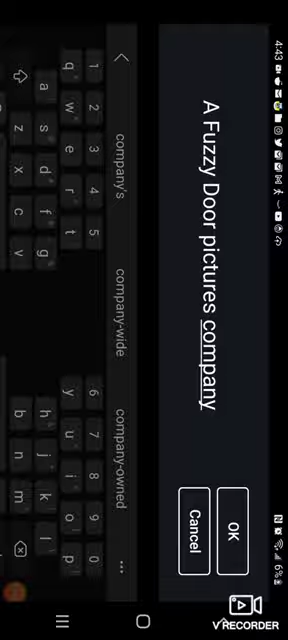 4:43
6%
A Fuzzy Door pictures company
OK
Cancel
company's
company-wide
company-owned
1 2 3 4 5 6 7 8 9 0
q w e r t y u i o p
a s d f g h j k l
z x c v b n m
VRECORDER